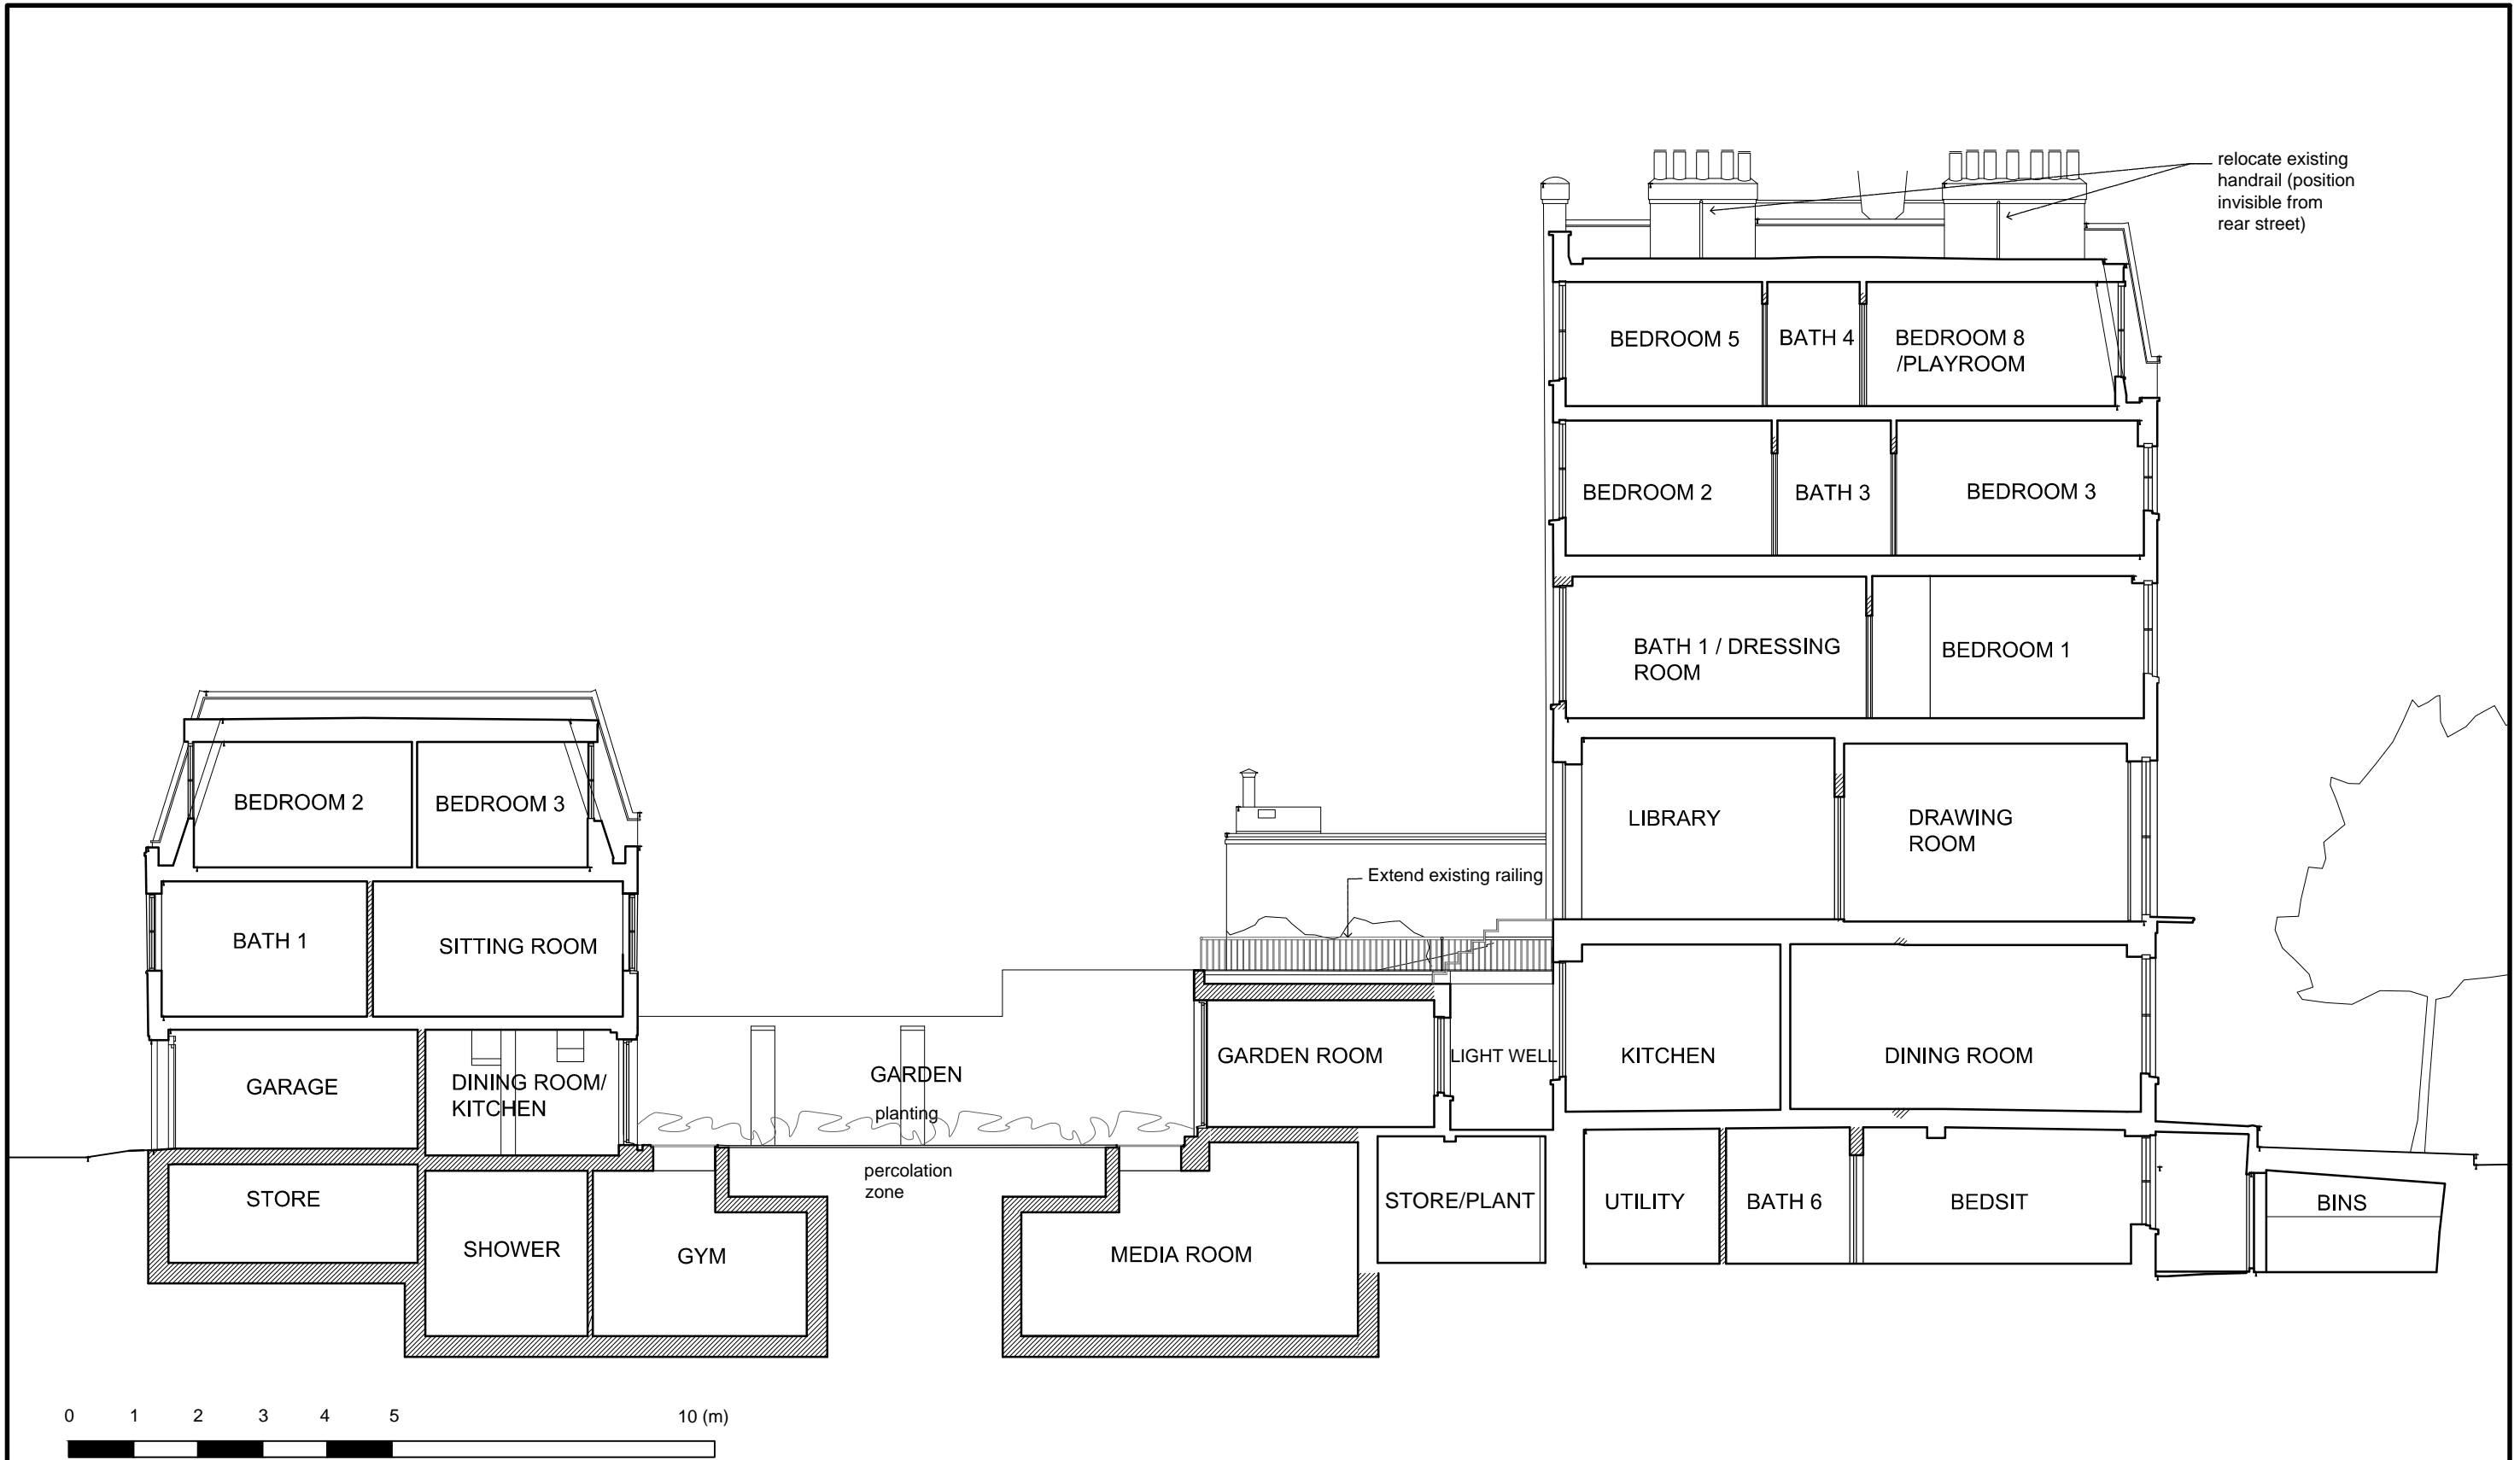 relocate existing
handrail (position
invisible from
rear street)
BEDROOM 5
BATH 4
BEDROOM 8
/PLAYROOM
BEDROOM 2
BATH 3
BEDROOM 3
BATH 1 / DRESSING
ROOM
BEDROOM 1
BEDROOM 2
BEDROOM 3
LIBRARY
DRAWING
ROOM
Extend existing railing
BATH 1
SITTING ROOM
GARAGE
DINING ROOM/
KITCHEN
GARDEN
planting
GARDEN ROOM
LIGHT WELL
KITCHEN
DINING ROOM
percolation
zone
STORE
SHOWER
GYM
MEDIA ROOM
STORE/PLANT
UTILITY
BATH 6
BEDSIT
BINS
0 1 2 3 4 5 10 (m)